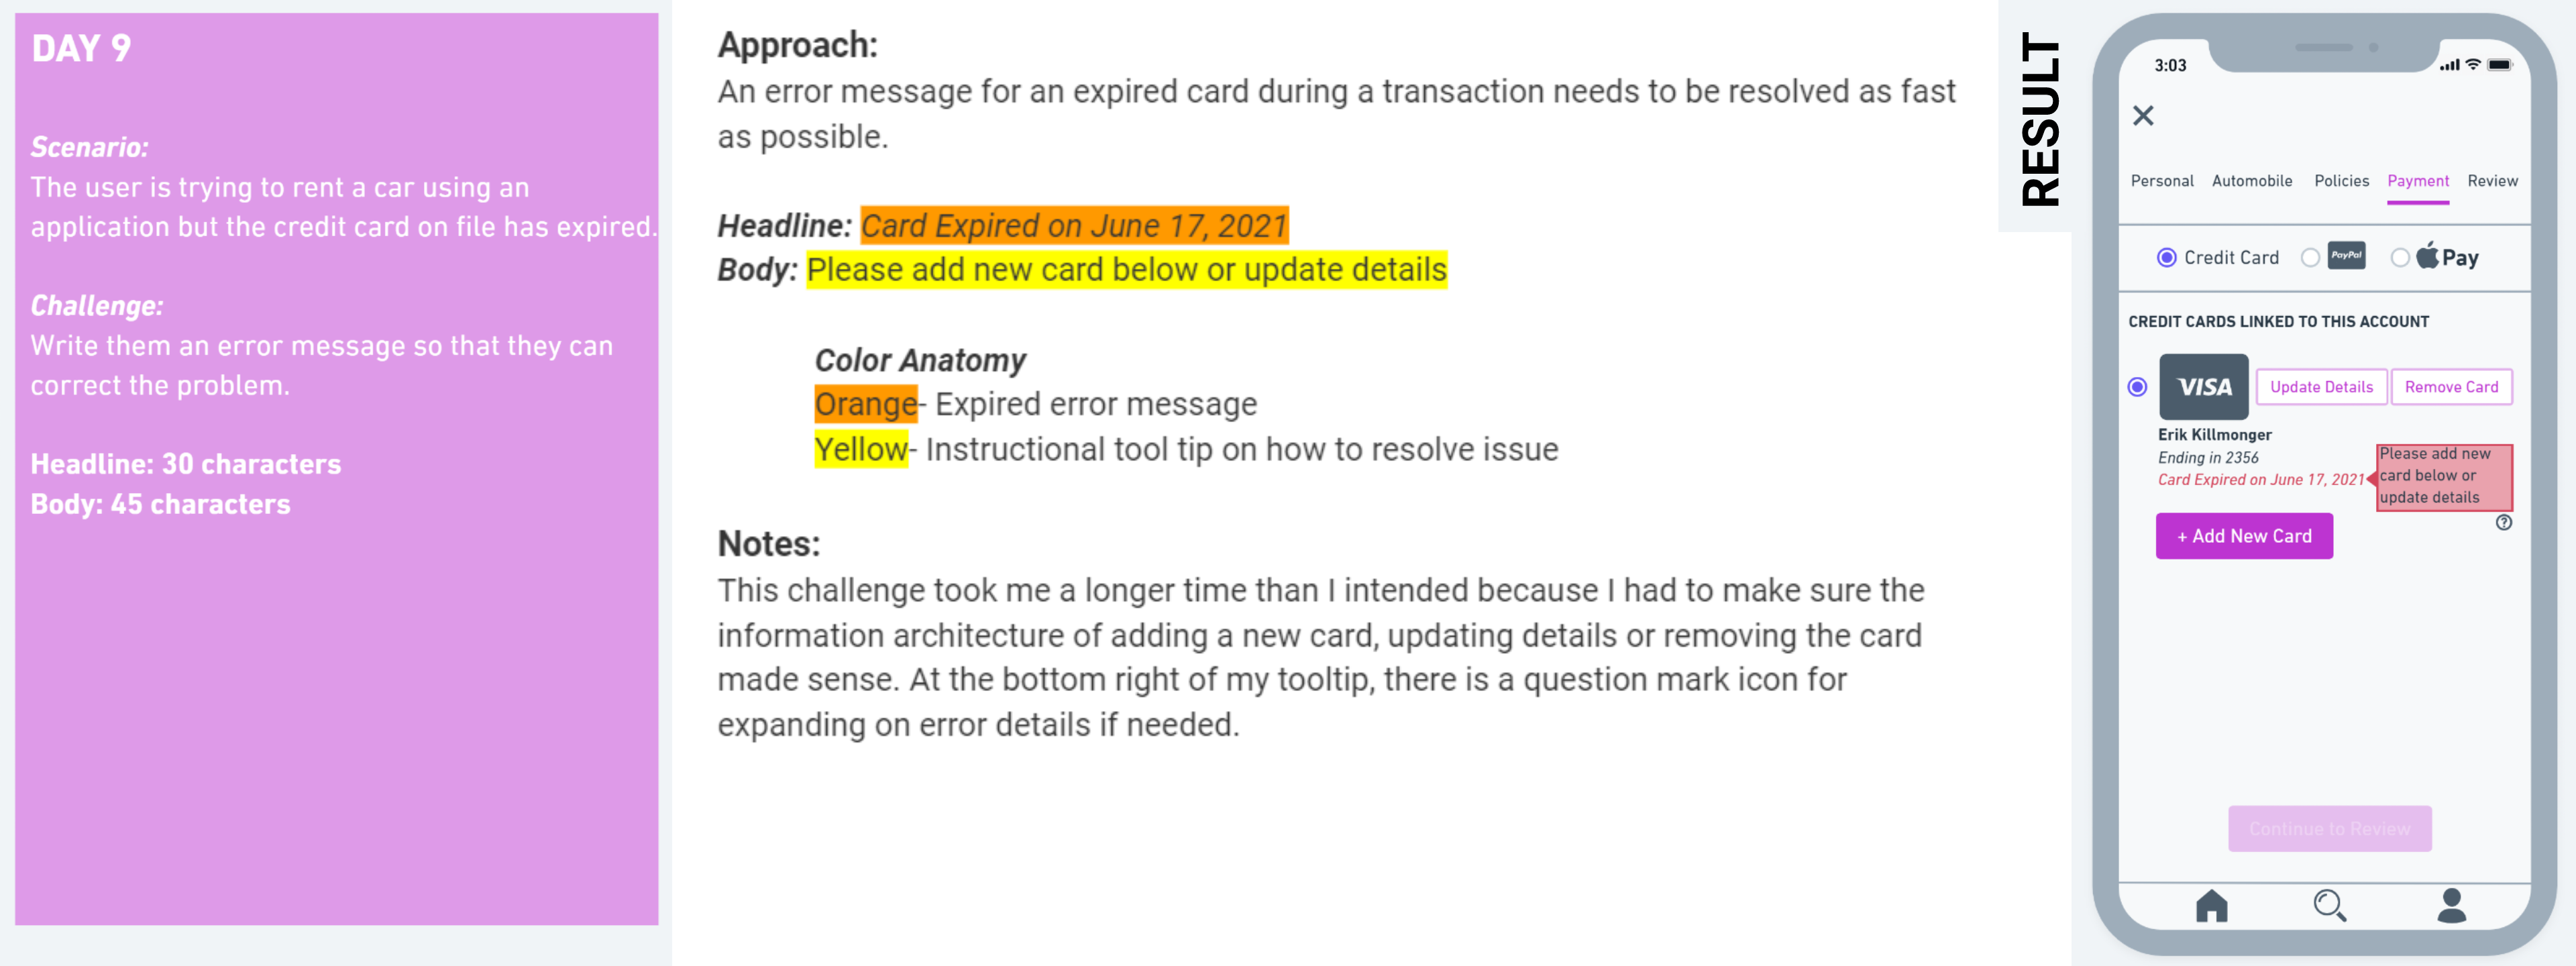 DAY 9
Scenario:
The user is trying to rent a car using an
application but the credit card on file has expired.
Challenge:
Write them an error message so that they can
correct the problem.
Headline: 30 characters
Body: 45 characters
Approach:
An error message for an expired card during a transaction needs to be resolved as fast
as possible.
Headline: Card Expired on June 17, 2021
Body: Please add new card below or update details
Color Anatomy
Orange- Expired error message
Yellow- Instructional tool tip on how to resolve issue
Notes:
This challenge took me a longer time than I intended because I had to make sure the
information architecture of adding a new card, updating details or removing the card
made sense. At the bottom right of my tooltip, there is a question mark icon for
expanding on error details if needed.
RESULT
3:03
Personal Automobile Policies Payment Review
Credit Card PayPal Pay
CREDIT CARDS LINKED TO THIS ACCOUNT
VISA Update Details Remove Card
Erik Killmonger
Ending in 2356
Card Expired on June 17, 2021
Please add new
card below or
update details
?
+ Add New Card
Continue to Review